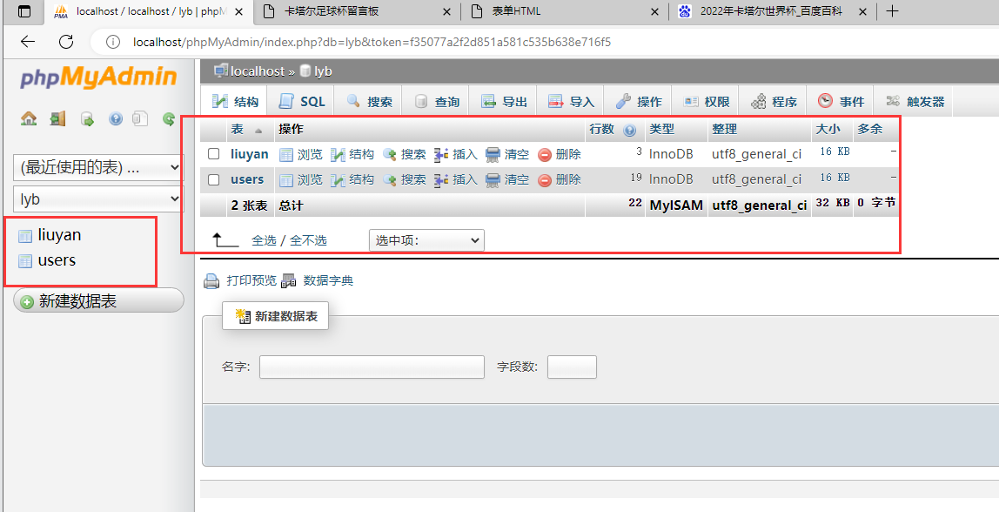 localhost / localhost / lyb | phpM
卡塔尔足球杯留言板
表单HTML
2022年卡塔尔世界杯_百度百科
localhost/phpMyAdmin/index.php?db=lyb&token=f35077a2f2d851a581c535b638e716f5
phpMyAdmin
(最近使用的表) ...
lyb
liuyan
users
新建数据表
localhost » lyb
结构 SQL 搜索 查询 导出 导入 操作 权限 程序 事件 触发器
表 操作 行数 类型 整理 大小 多余
liuyan 浏览 结构 搜索 插入 清空 删除 3 InnoDB utf8_general_ci 16 KB -
users 浏览 结构 搜索 插入 清空 删除 19 InnoDB utf8_general_ci 16 KB -
2 张表 总计 22 MyISAM utf8_general_ci 32 KB 0 字节
全选 / 全不选 选中项:
打印预览 数据字典
新建数据表
名字: 字段数: